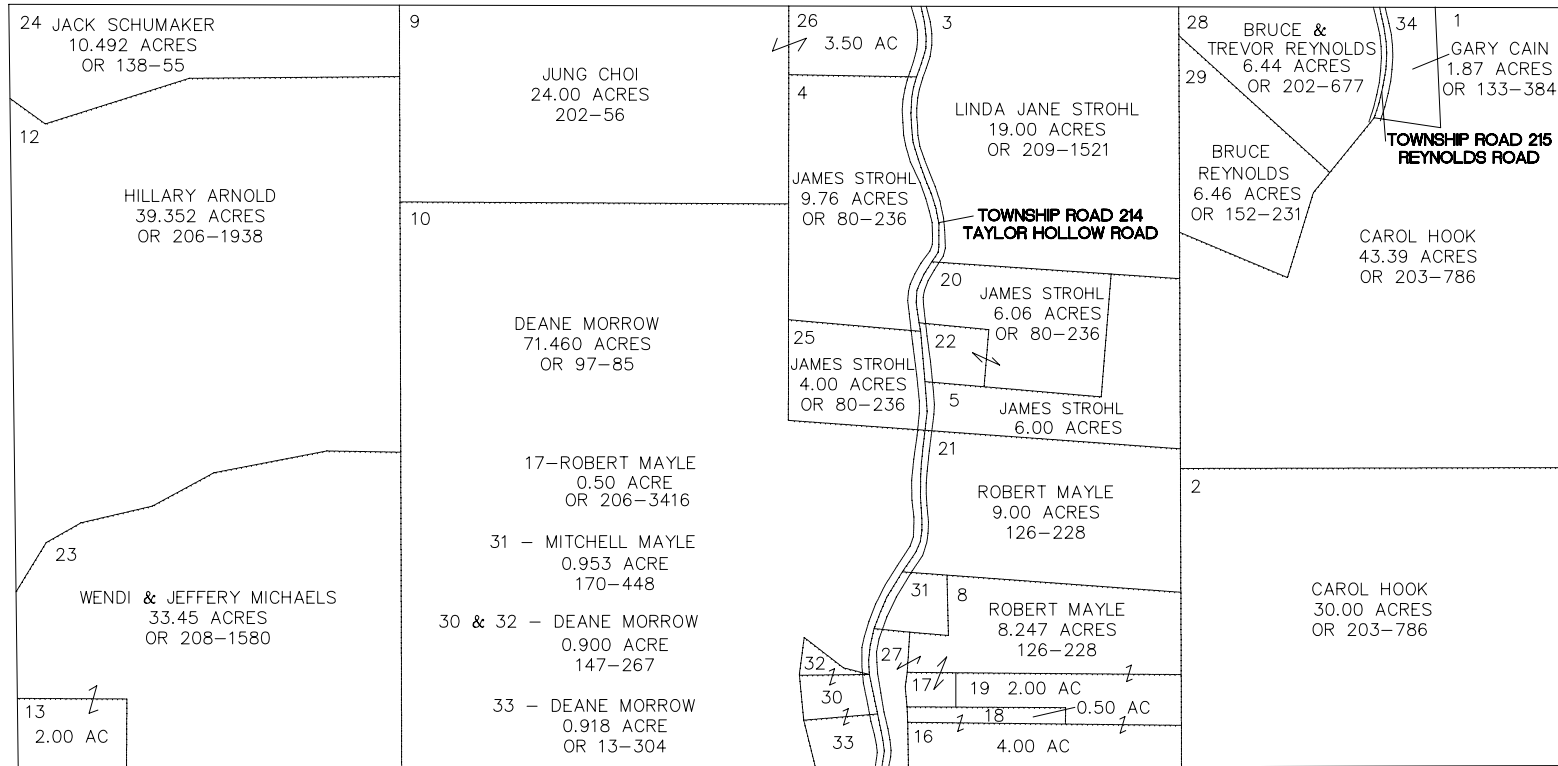 24 JACK SCHUMAKER
10.492 ACRES
OR 138-55
12
HILLARY ARNOLD
39.352 ACRES
OR 206-1938
23
WENDI & JEFFERY MICHAELS
33.45 ACRES
OR 208-1580
13
2.00 AC
9
JUNG CHOI
24.00 ACRES
202-56
10
DEANE MORROW
71.460 ACRES
OR 97-85
17-ROBERT MAYLE
0.50 ACRE
OR 206-3416
31 - MITCHELL MAYLE
0.953 ACRE
170-448
30 & 32 - DEANE MORROW
0.900 ACRE
147-267
33 - DEANE MORROW
0.918 ACRE
OR 13-304
26
3.50 AC
4
JAMES STROHL
9.76 ACRES
OR 80-236
25
JAMES STROHL
4.00 ACRES
OR 80-236
32
30
33
3
LINDA JANE STROHL
19.00 ACRES
OR 209-1521
TOWNSHIP ROAD 214
TAYLOR HOLLOW ROAD
20
JAMES STROHL
6.06 ACRES
OR 80-236
22
5
JAMES STROHL
6.00 ACRES
21
ROBERT MAYLE
9.00 ACRES
126-228
31
8
ROBERT MAYLE
8.247 ACRES
126-228
27
17
19 2.00 AC
18
0.50 AC
16
4.00 AC
28
BRUCE &
TREVOR REYNOLDS
6.44 ACRES
OR 202-677
29
BRUCE
REYNOLDS
6.46 ACRES
OR 152-231
34
1
GARY CAIN
1.87 ACRES
OR 133-384
TOWNSHIP ROAD 215
REYNOLDS ROAD
CAROL HOOK
43.39 ACRES
OR 203-786
2
CAROL HOOK
30.00 ACRES
OR 203-786